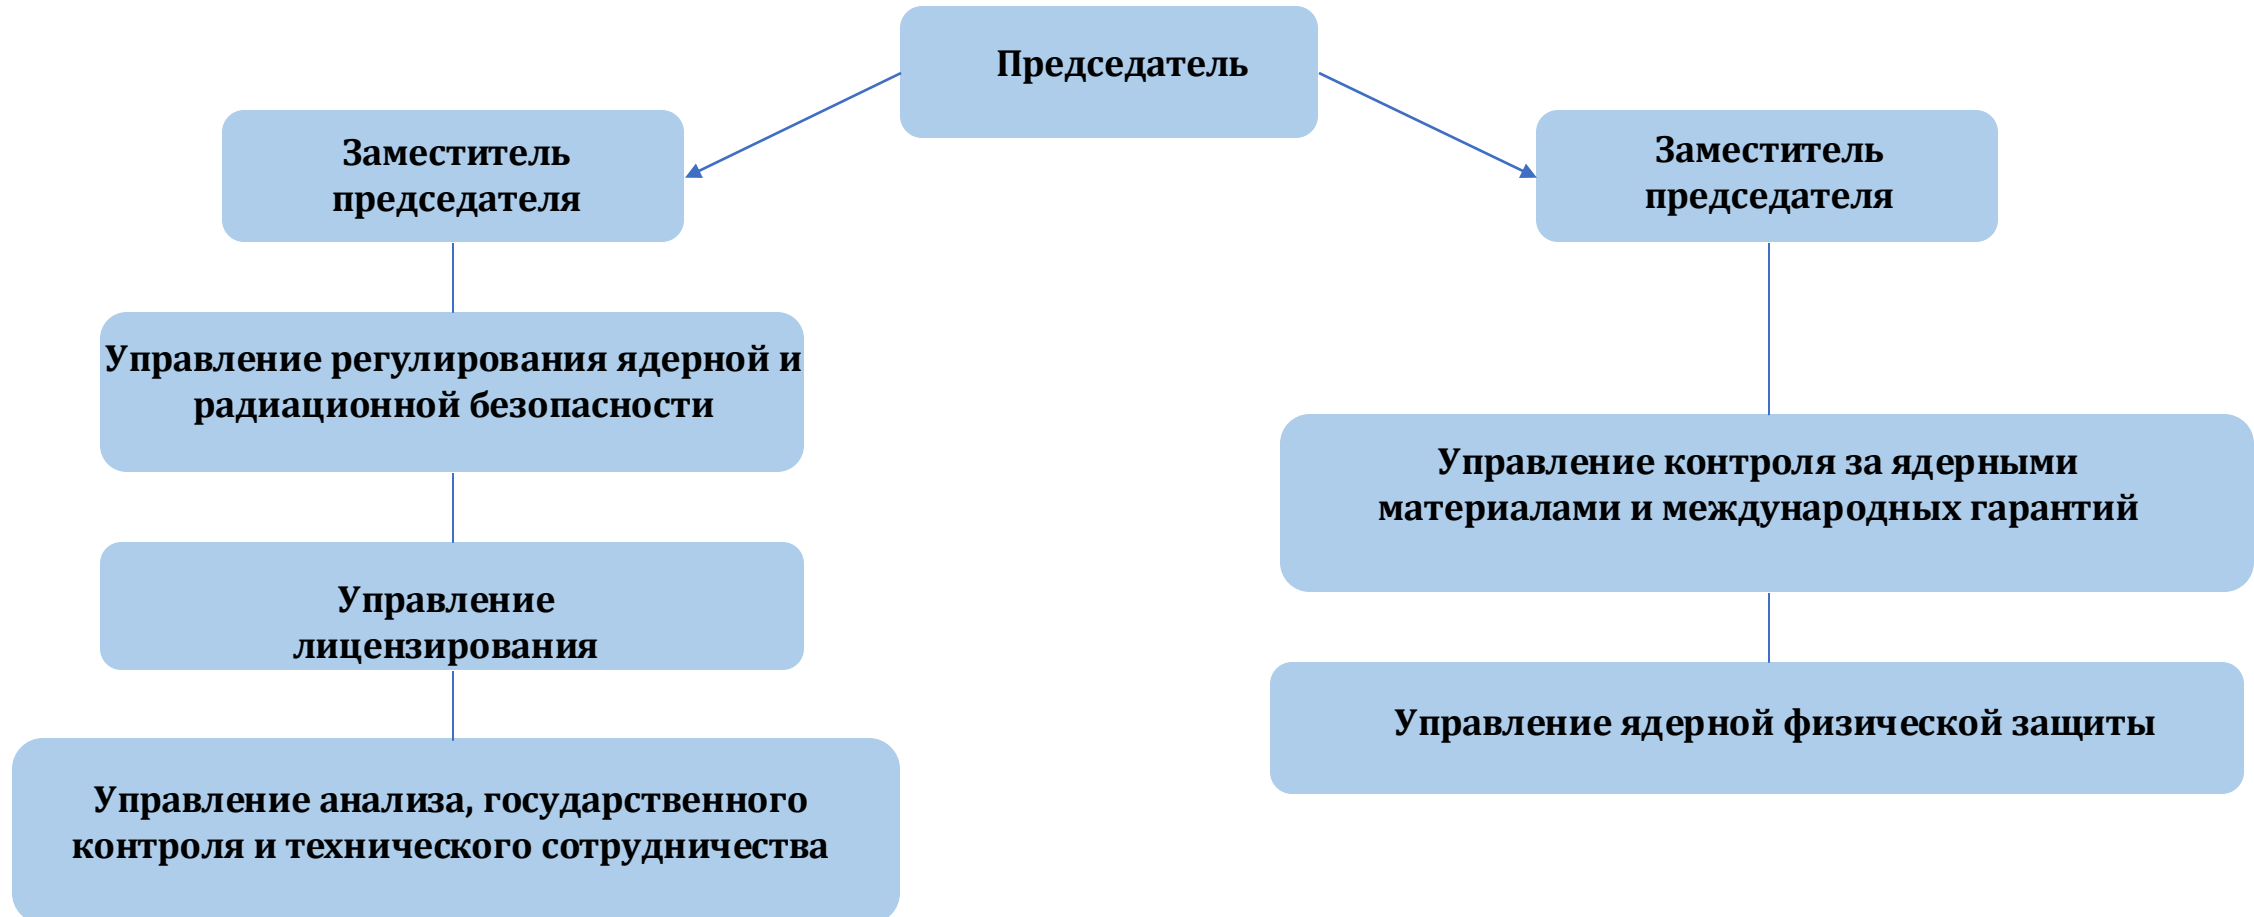 Председатель
Заместитель
председателя
Заместитель
председателя
Управление регулирования ядерной и
радиационной безопасности
Управление
лицензирования
Управление анализа, государственного
контроля и технического сотрудничества
Управление контроля за ядерными
материалами и международных гарантий
Управление ядерной физической защиты